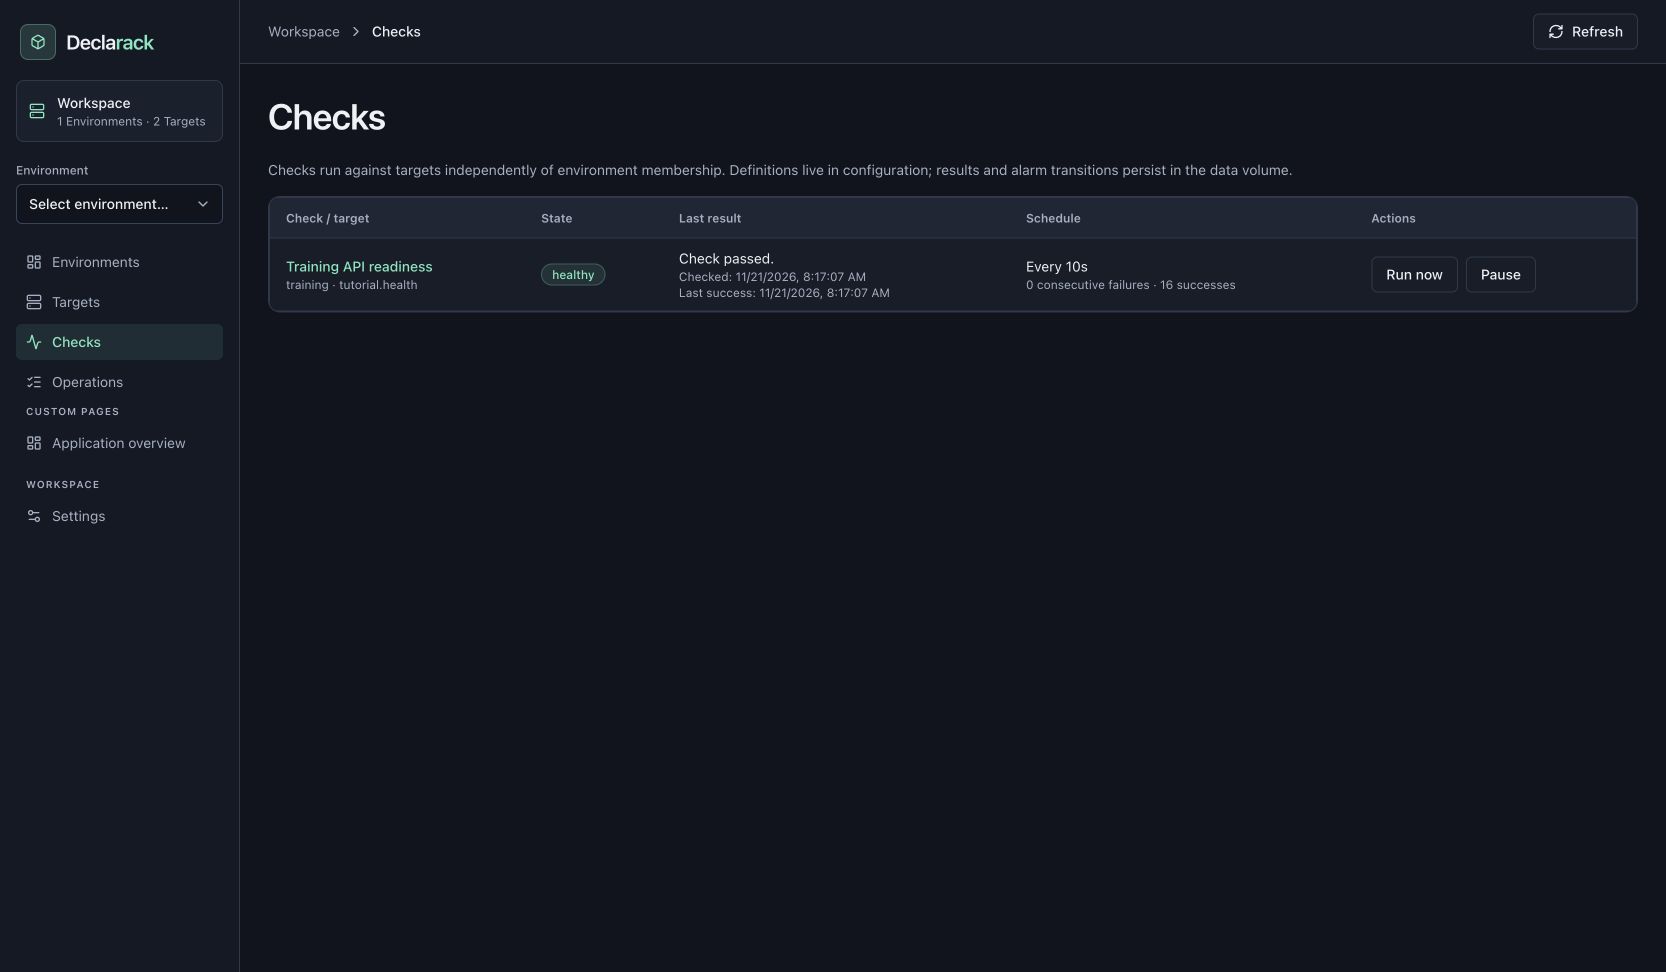 Declarack
Workspace
1 Environments · 2 Targets
Environment
Select environment...
Environments
Targets
Checks
Operations
CUSTOM PAGES
Application overview
WORKSPACE
Settings
Workspace > Checks
Refresh
Checks
Checks run against targets independently of environment membership. Definitions live in configuration; results and alarm transitions persist in the data volume.
Check / target State Last result Schedule Actions
Training API readiness
training · tutorial.health
healthy
Check passed.
Checked: 11/21/2026, 8:17:07 AM
Last success: 11/21/2026, 8:17:07 AM
Every 10s
0 consecutive failures · 16 successes
Run now
Pause